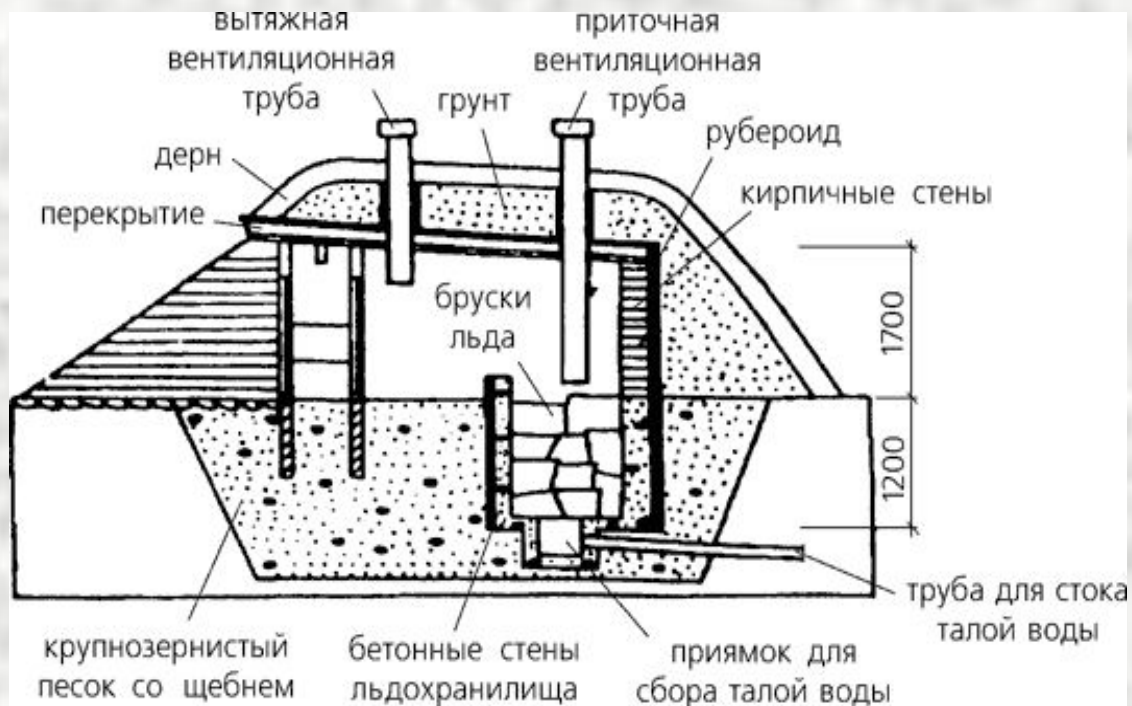 вытяжная
вентиляционная
труба
приточная
вентиляционная
труба
грунт
рубероид
дерн
кирпичные стены
перекрытие
бруски
льда
1700
1200
труба для стока
талой воды
крупнозернистый
песок со щебнем
бетонные стены
льдохранилища
приямок для
сбора талой воды